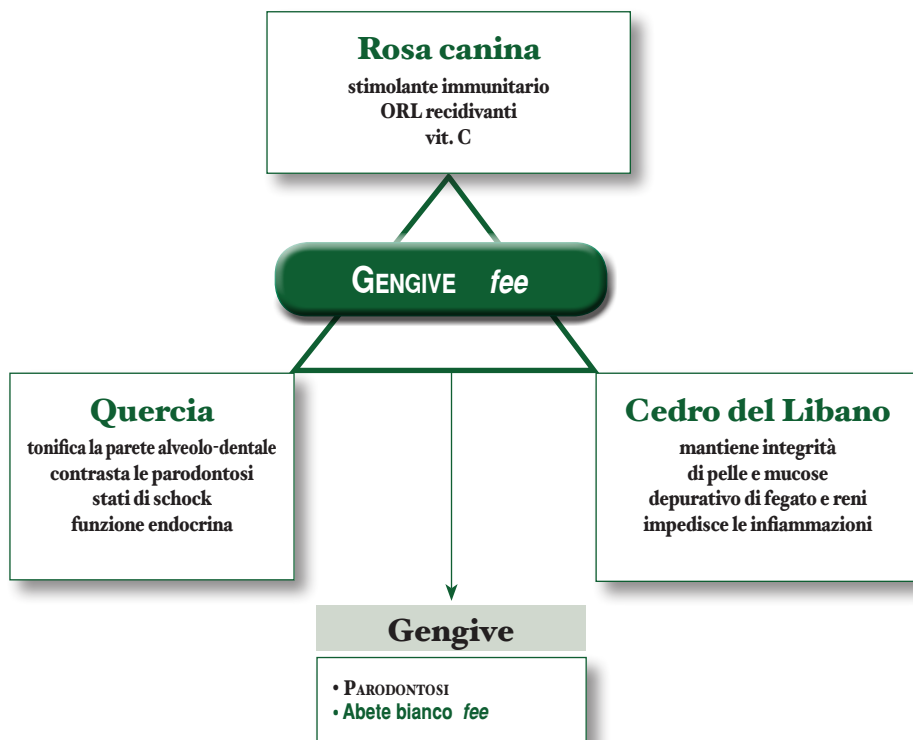 Rosa canina
stimolante immunitario
ORL recidivanti
vit. C
GENGIVE fee
Quercia
tonifica la parete alveolo-dentale
contrasta le parodontosi
stati di schock
funzione endocrina
Cedro del Libano
mantiene integrità
di pelle e mucose
depurativo di fegato e reni
impedisce le infiammazioni
Gengive
• PARODONTOSI
• Abete bianco fee